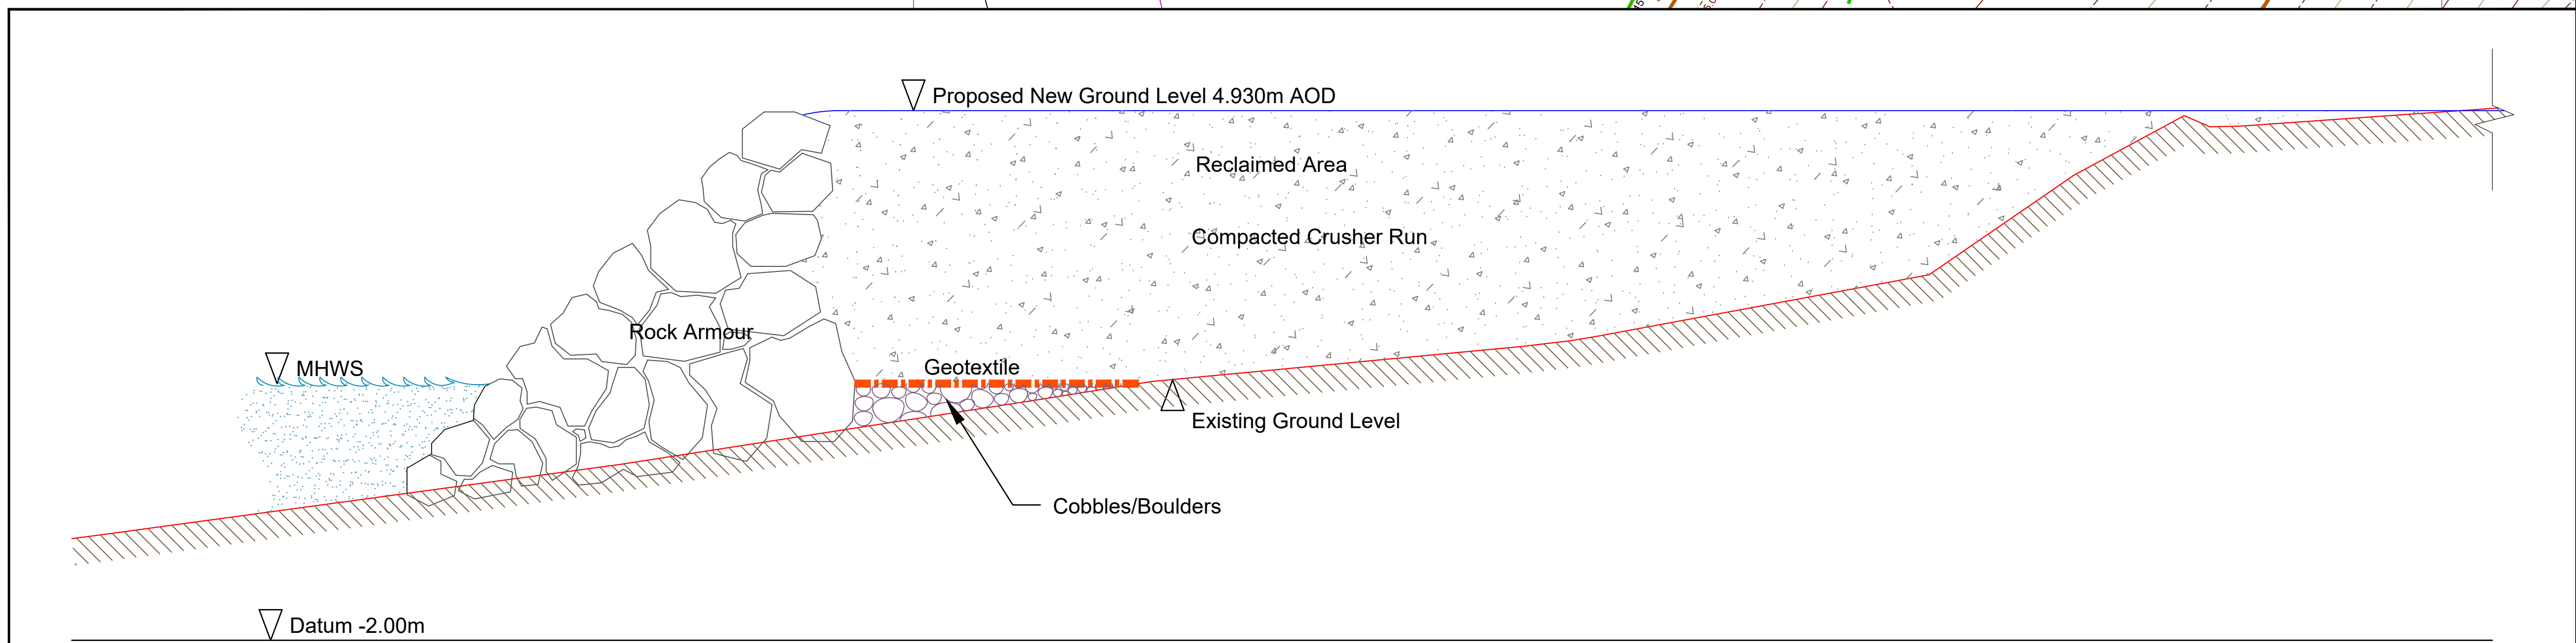 Proposed New Ground Level 4.930m AOD
Reclaimed Area
Compacted Crusher Run
Rock Armour
MHWS
Geotextile
Existing Ground Level
Cobbles/Boulders
Datum -2.00m